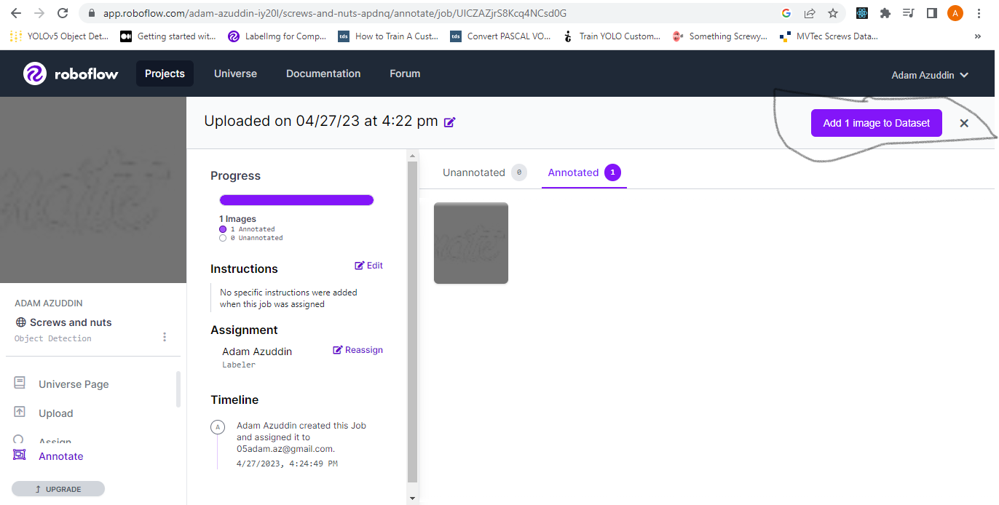 app.roboflow.com/adam-azuddin-iy20l/screws-and-nuts-apdnq/annotate/job/UICZAZjrS8Kcq4NCsd0G
A
YOLOv5 Object Det...
Getting started wit...
LabelImg for Comp...
tds
How to Train A Cust...
tds
Convert PASCAL VO...
Train YOLO Custom...
Something Screwy...
MVTec Screws Data...
roboflow
Projects
Universe
Documentation
Forum
Adam Azuddin
Uploaded on 04/27/23 at 4:22 pm
Add 1 image to Dataset
Progress
1 Images
1 Annotated
0 Unannotated
Instructions
Edit
No specific instructions were added
when this job was assigned
Assignment
Adam Azuddin
Reassign
Labeler
Timeline
A
Adam Azuddin created this Job
and assigned it to
05adam.az@gmail.com.
4/27/2023, 4:24:49 PM
Unannotated 0
Annotated 1
ADAM AZUDDIN
Screws and nuts
Object Detection
Universe Page
Upload
Assign
Annotate
UPGRADE